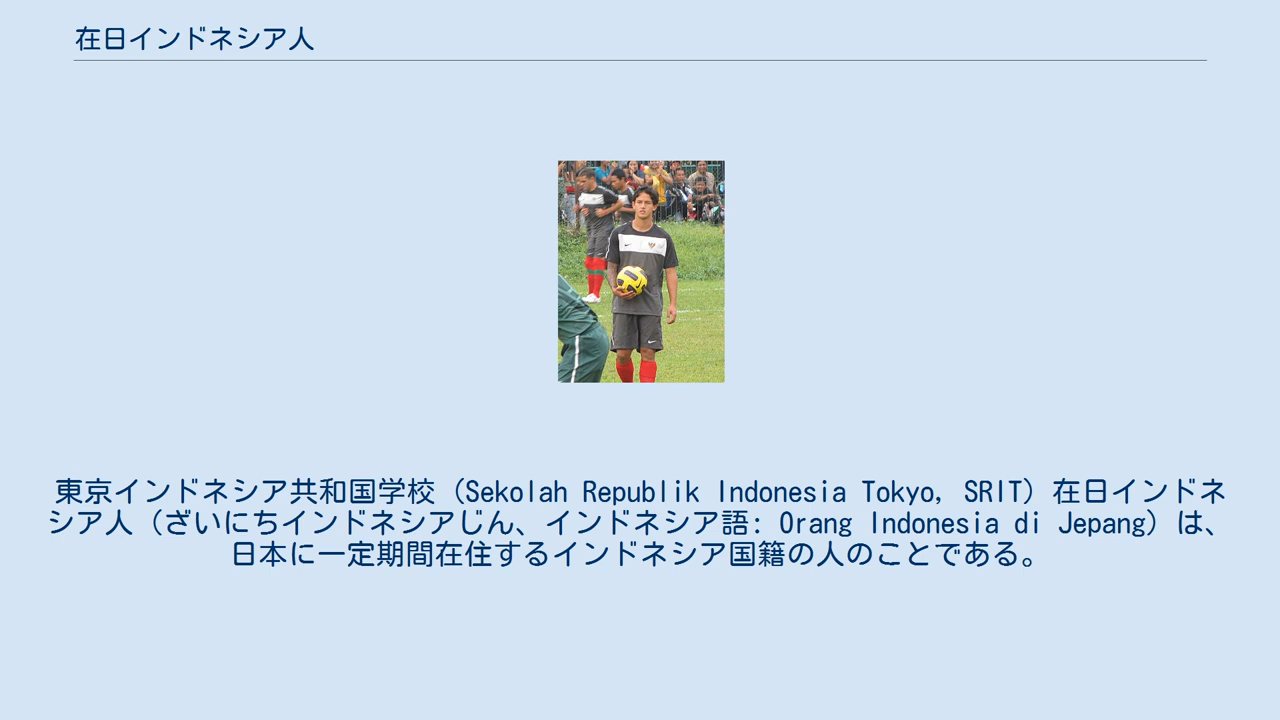 在日インドネシア人
東京インドネシア共和国学校（Sekolah Republik Indonesia Tokyo, SRIT）在日インドネ
シア人（ざいにちインドネシアじん、インドネシア語: Orang Indonesia di Jepang）は、
日本に一定期間在住するインドネシア国籍の人のことである。